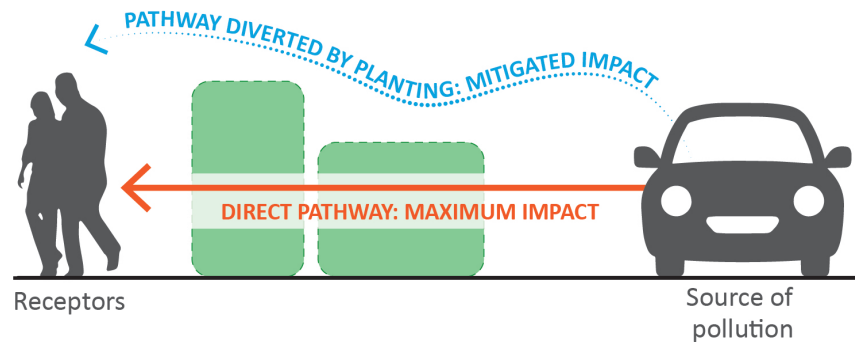 PATHWAY DIVERTED BY PLANTING: MITIGATED IMPACT
DIRECT PATHWAY: MAXIMUM IMPACT
Receptors
Source of
pollution